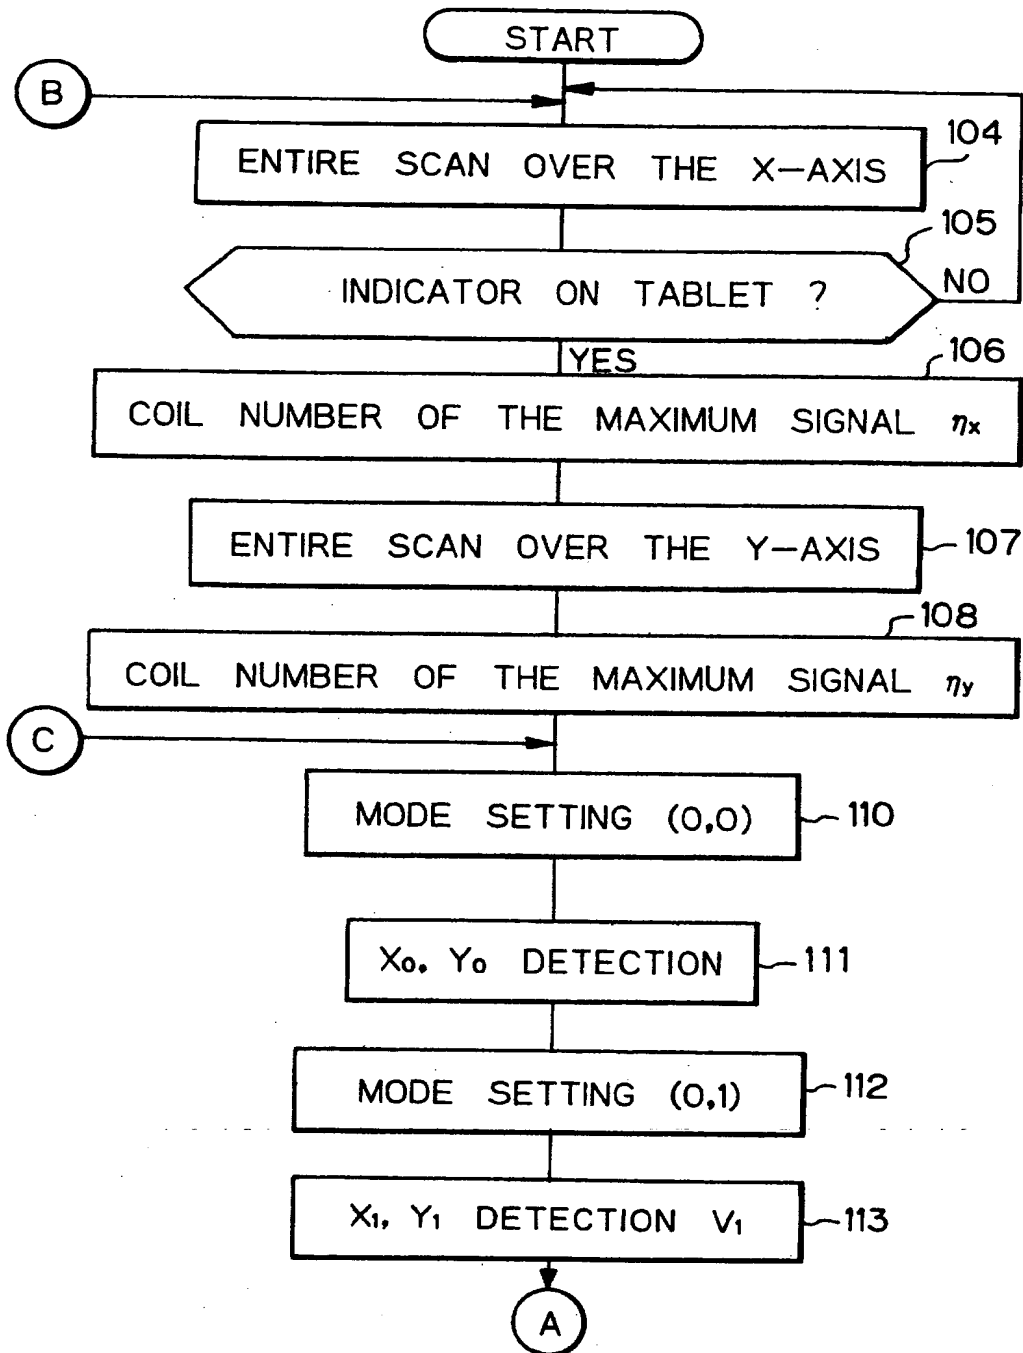 START
B
104
ENTIRE SCAN OVER THE X-AXIS
105
INDICATOR ON TABLET ?
NO
YES
106
COIL NUMBER OF THE MAXIMUM SIGNAL ηx
ENTIRE SCAN OVER THE Y-AXIS
107
108
COIL NUMBER OF THE MAXIMUM SIGNAL ηy
C
MODE SETTING (0,0)
110
X0, Y0 DETECTION
111
MODE SETTING (0,1)
112
X1, Y1 DETECTION V1
113
A